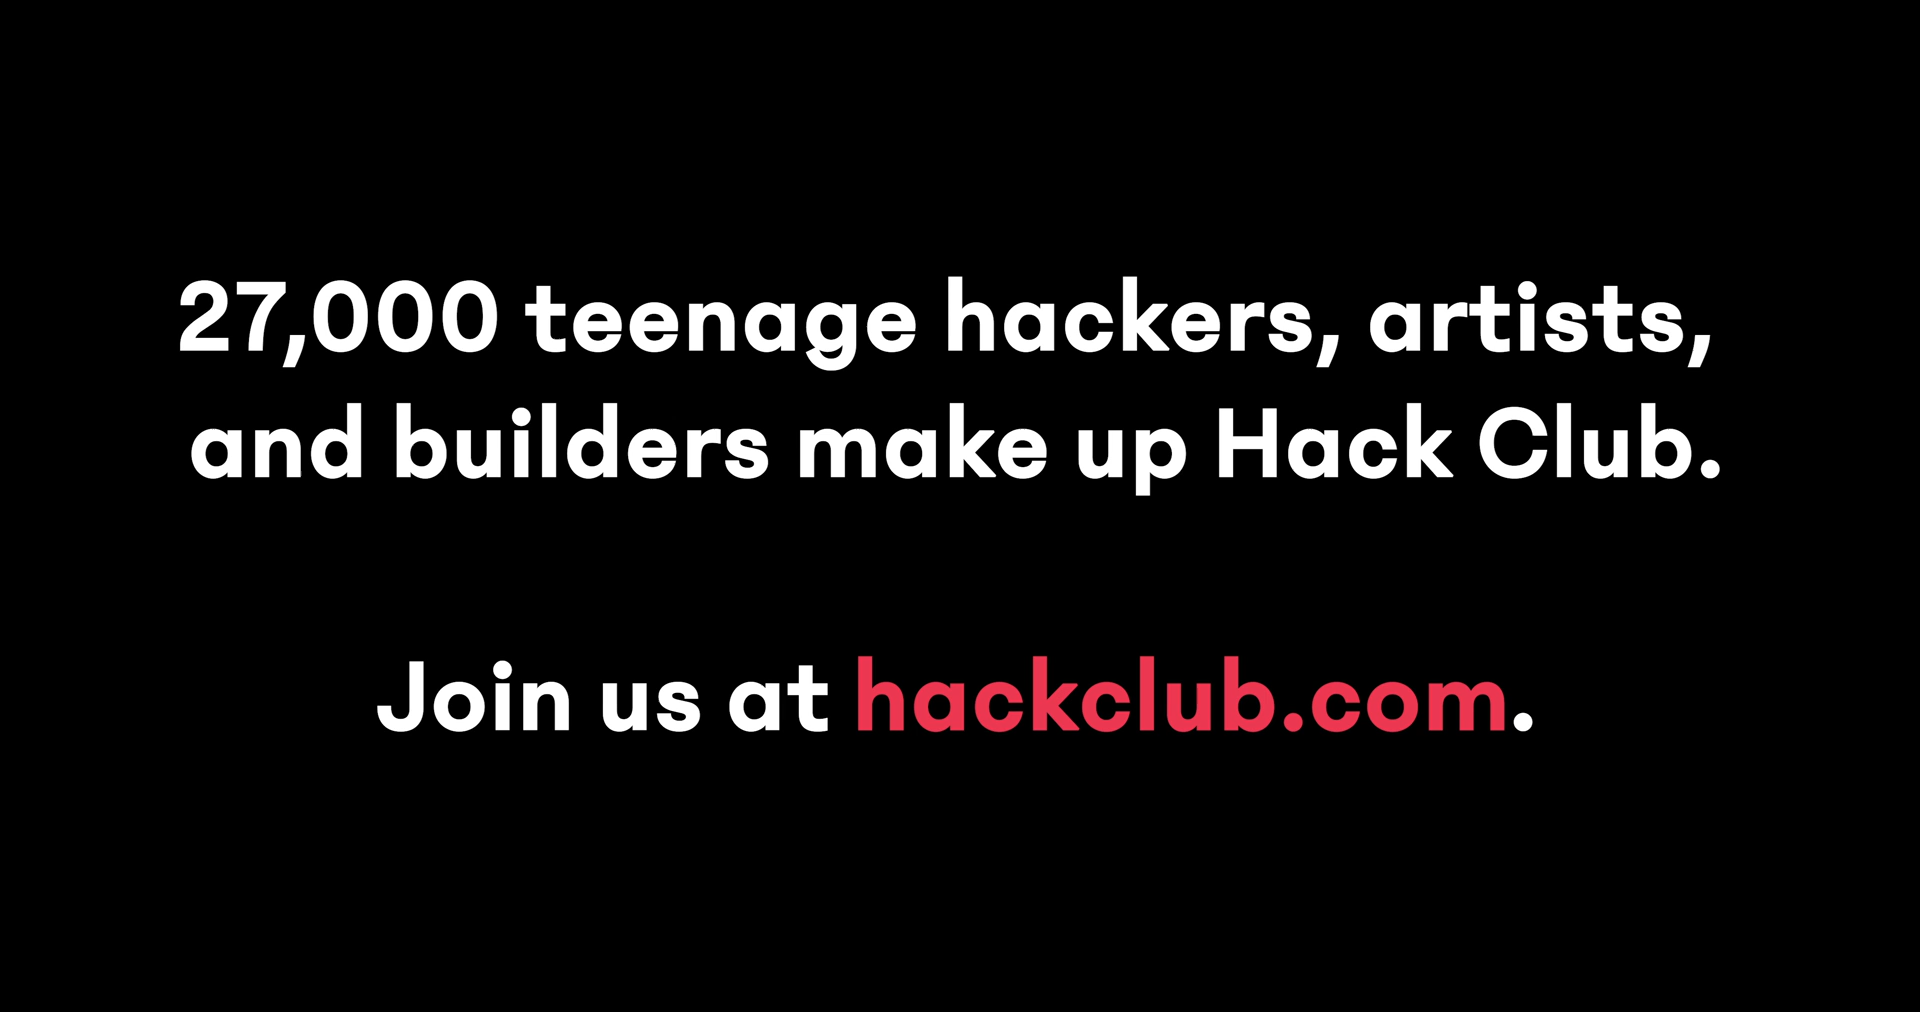 27,000 teenage hackers, artists,
and builders make up Hack Club.
Join us at hackclub.com.